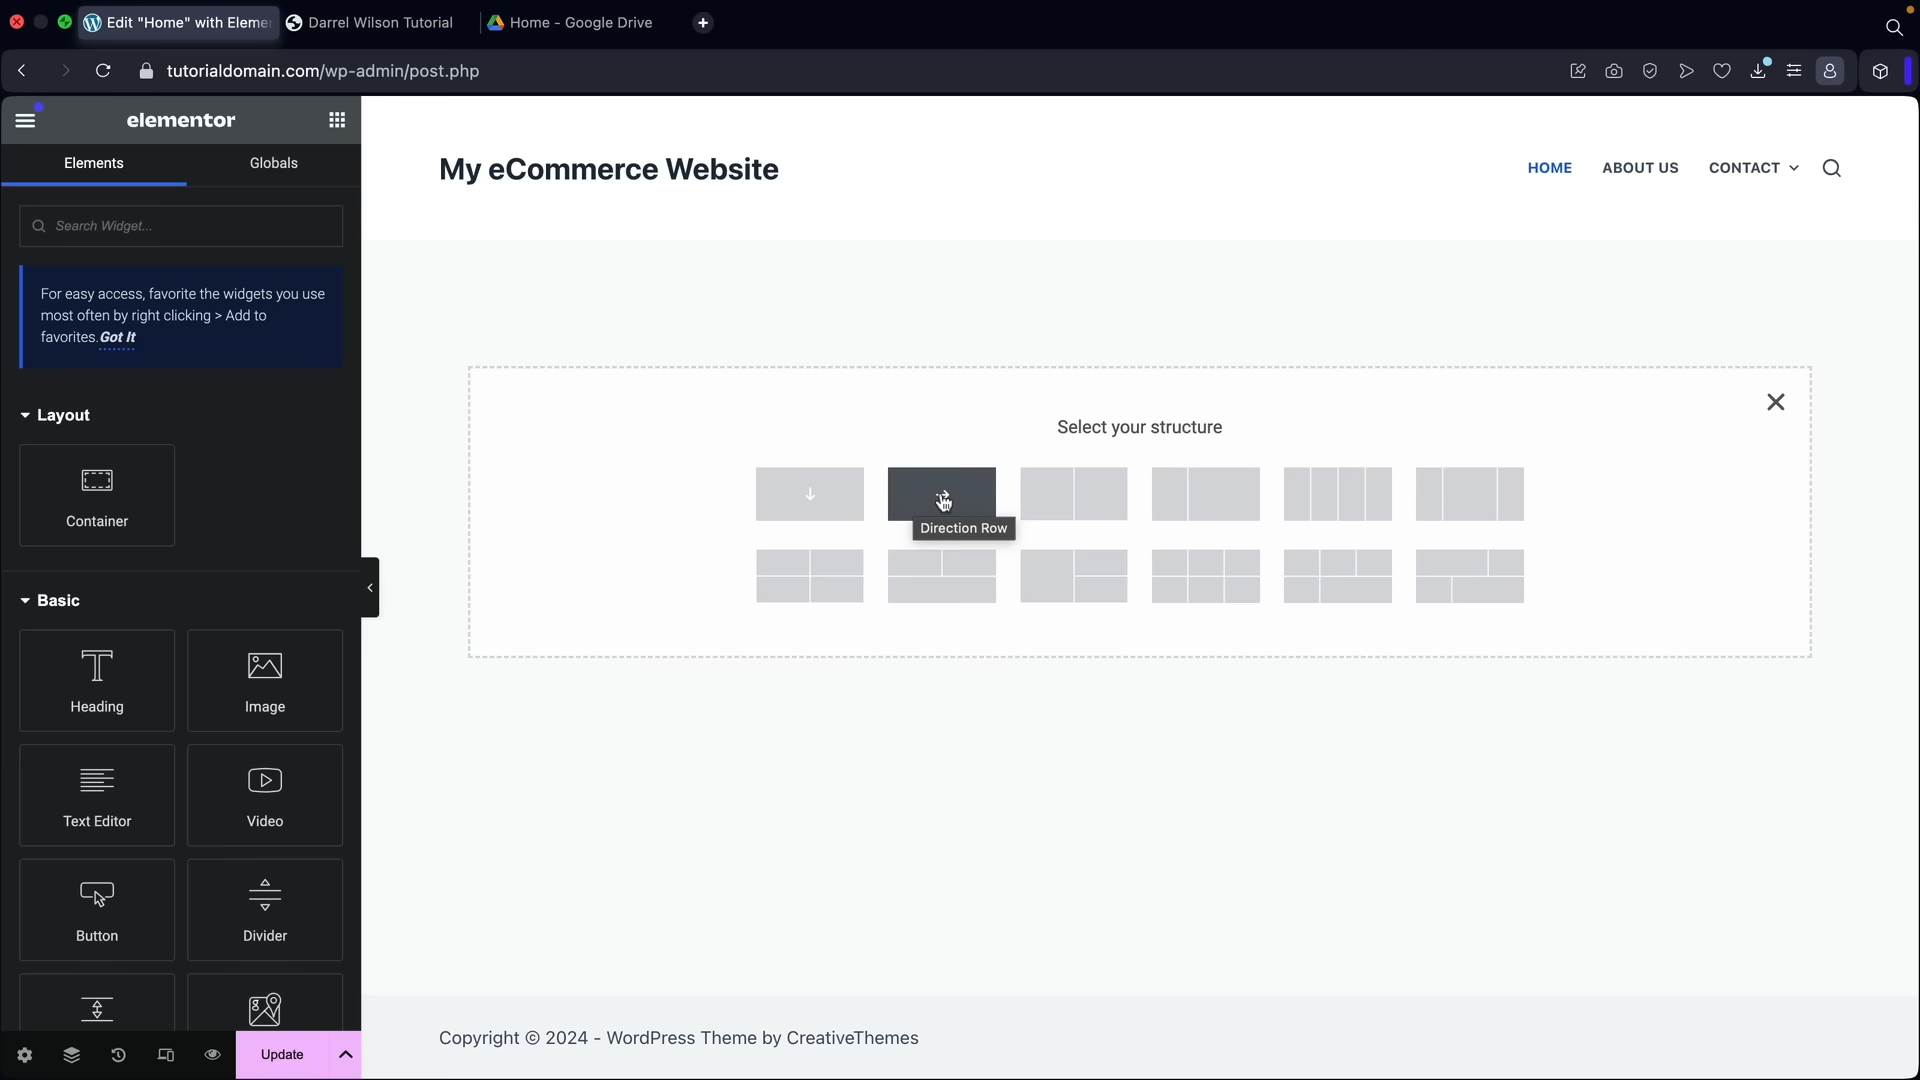 Edit "Home" with Eleme
Darrel Wilson Tutorial
Home - Google Drive
tutorialdomain.com/wp-admin/post.php
elementor
Elements
Globals
Search Widget...
For easy access, favorite the widgets you use
most often by right clicking > Add to
favorites. Got It
Layout
Container
Basic
Heading
Image
Text Editor
Video
Button
Divider
Update
My eCommerce Website
HOME
ABOUT US
CONTACT
Select your structure
Direction Row
Copyright © 2024 - WordPress Theme by CreativeThemes